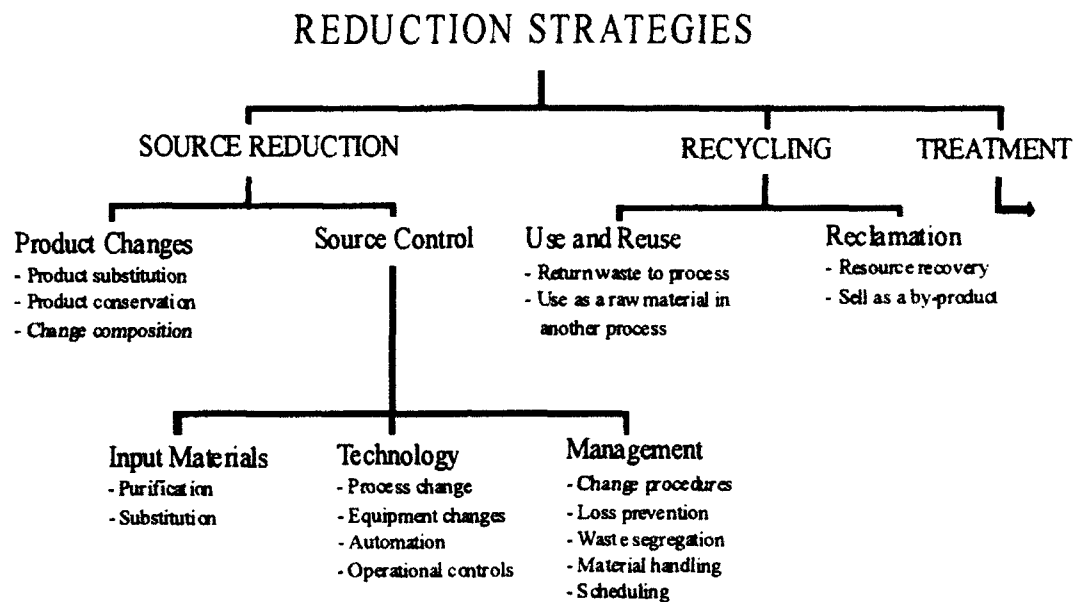 REDUCTION STRATEGIES
SOURCE REDUCTION
RECYCLING
TREATMENT
Product Changes
- Product substitution
- Product conservation
- Change composition
Source Control
Use and Reuse
- Return waste to process
- Use as a raw material in
another process
Reclamation
- Resource recovery
- Sell as a by-product
Input Materials
- Purification
- Substitution
Technology
- Process change
- Equipment changes
- Automation
- Operational controls
Management
- Change procedures
- Loss prevention
- Waste segregation
- Material handling
- Scheduling